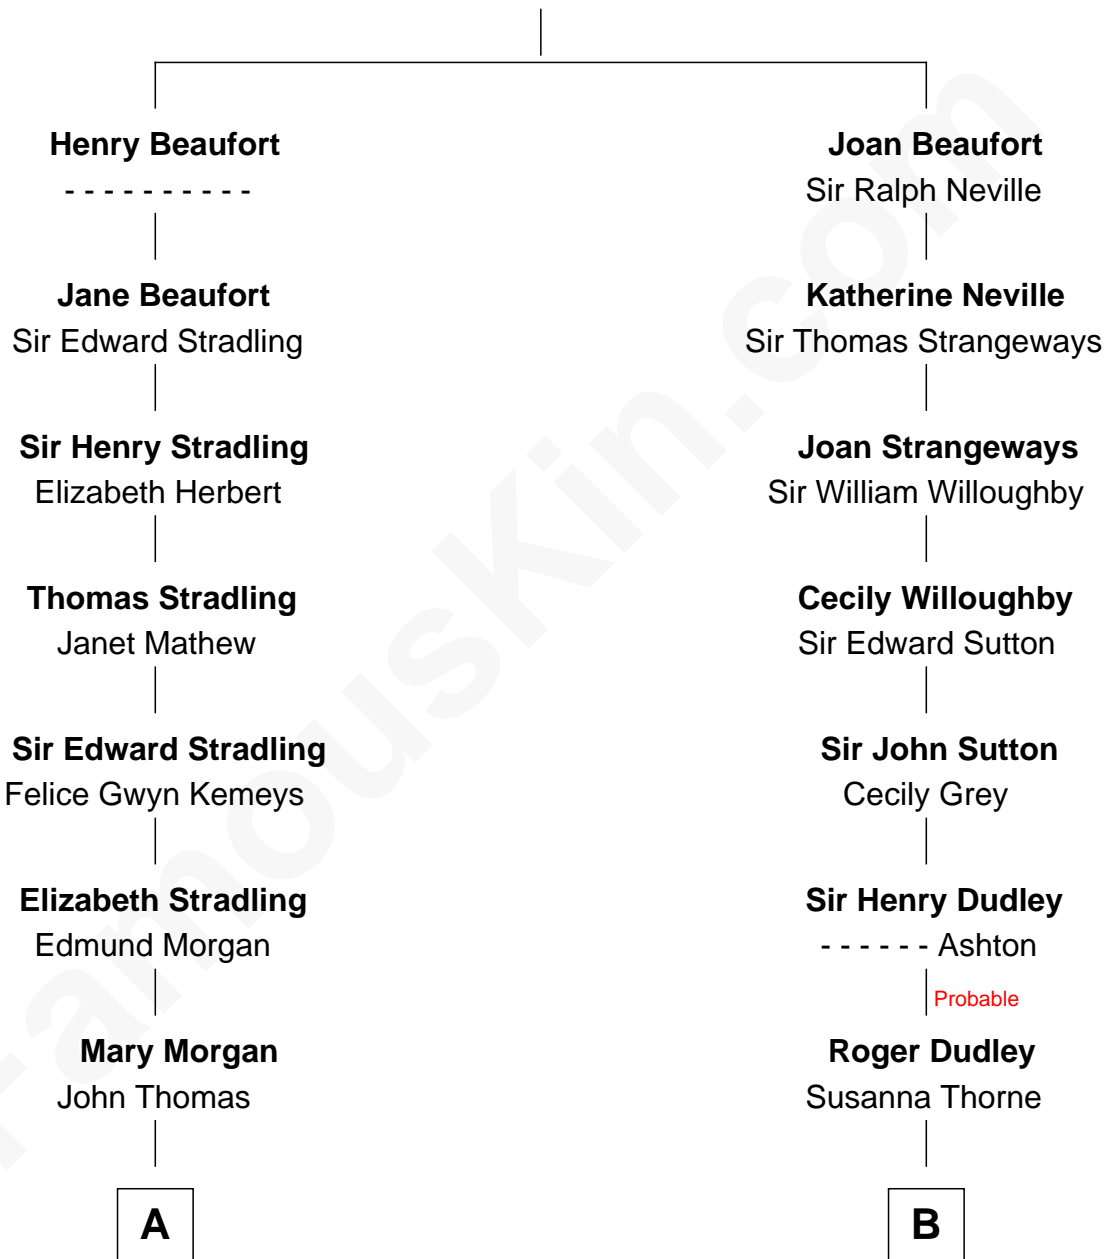 Henry Beaufort
- - - - - - - - - -
Jane Beaufort
Sir Edward Stradling
Sir Henry Stradling
Elizabeth Herbert
Thomas Stradling
Janet Mathew
Sir Edward Stradling
Felice Gwyn Kemeys
Elizabeth Stradling
Edmund Morgan
Mary Morgan
John Thomas
A
Joan Beaufort
Sir Ralph Neville
Katherine Neville
Sir Thomas Strangeways
Joan Strangeways
Sir William Willoughby
Cecily Willoughby
Sir Edward Sutton
Sir John Sutton
Cecily Grey
Sir Henry Dudley
- - - - - - Ashton
Probable
Roger Dudley
Susanna Thorne
B
FamousKin.com